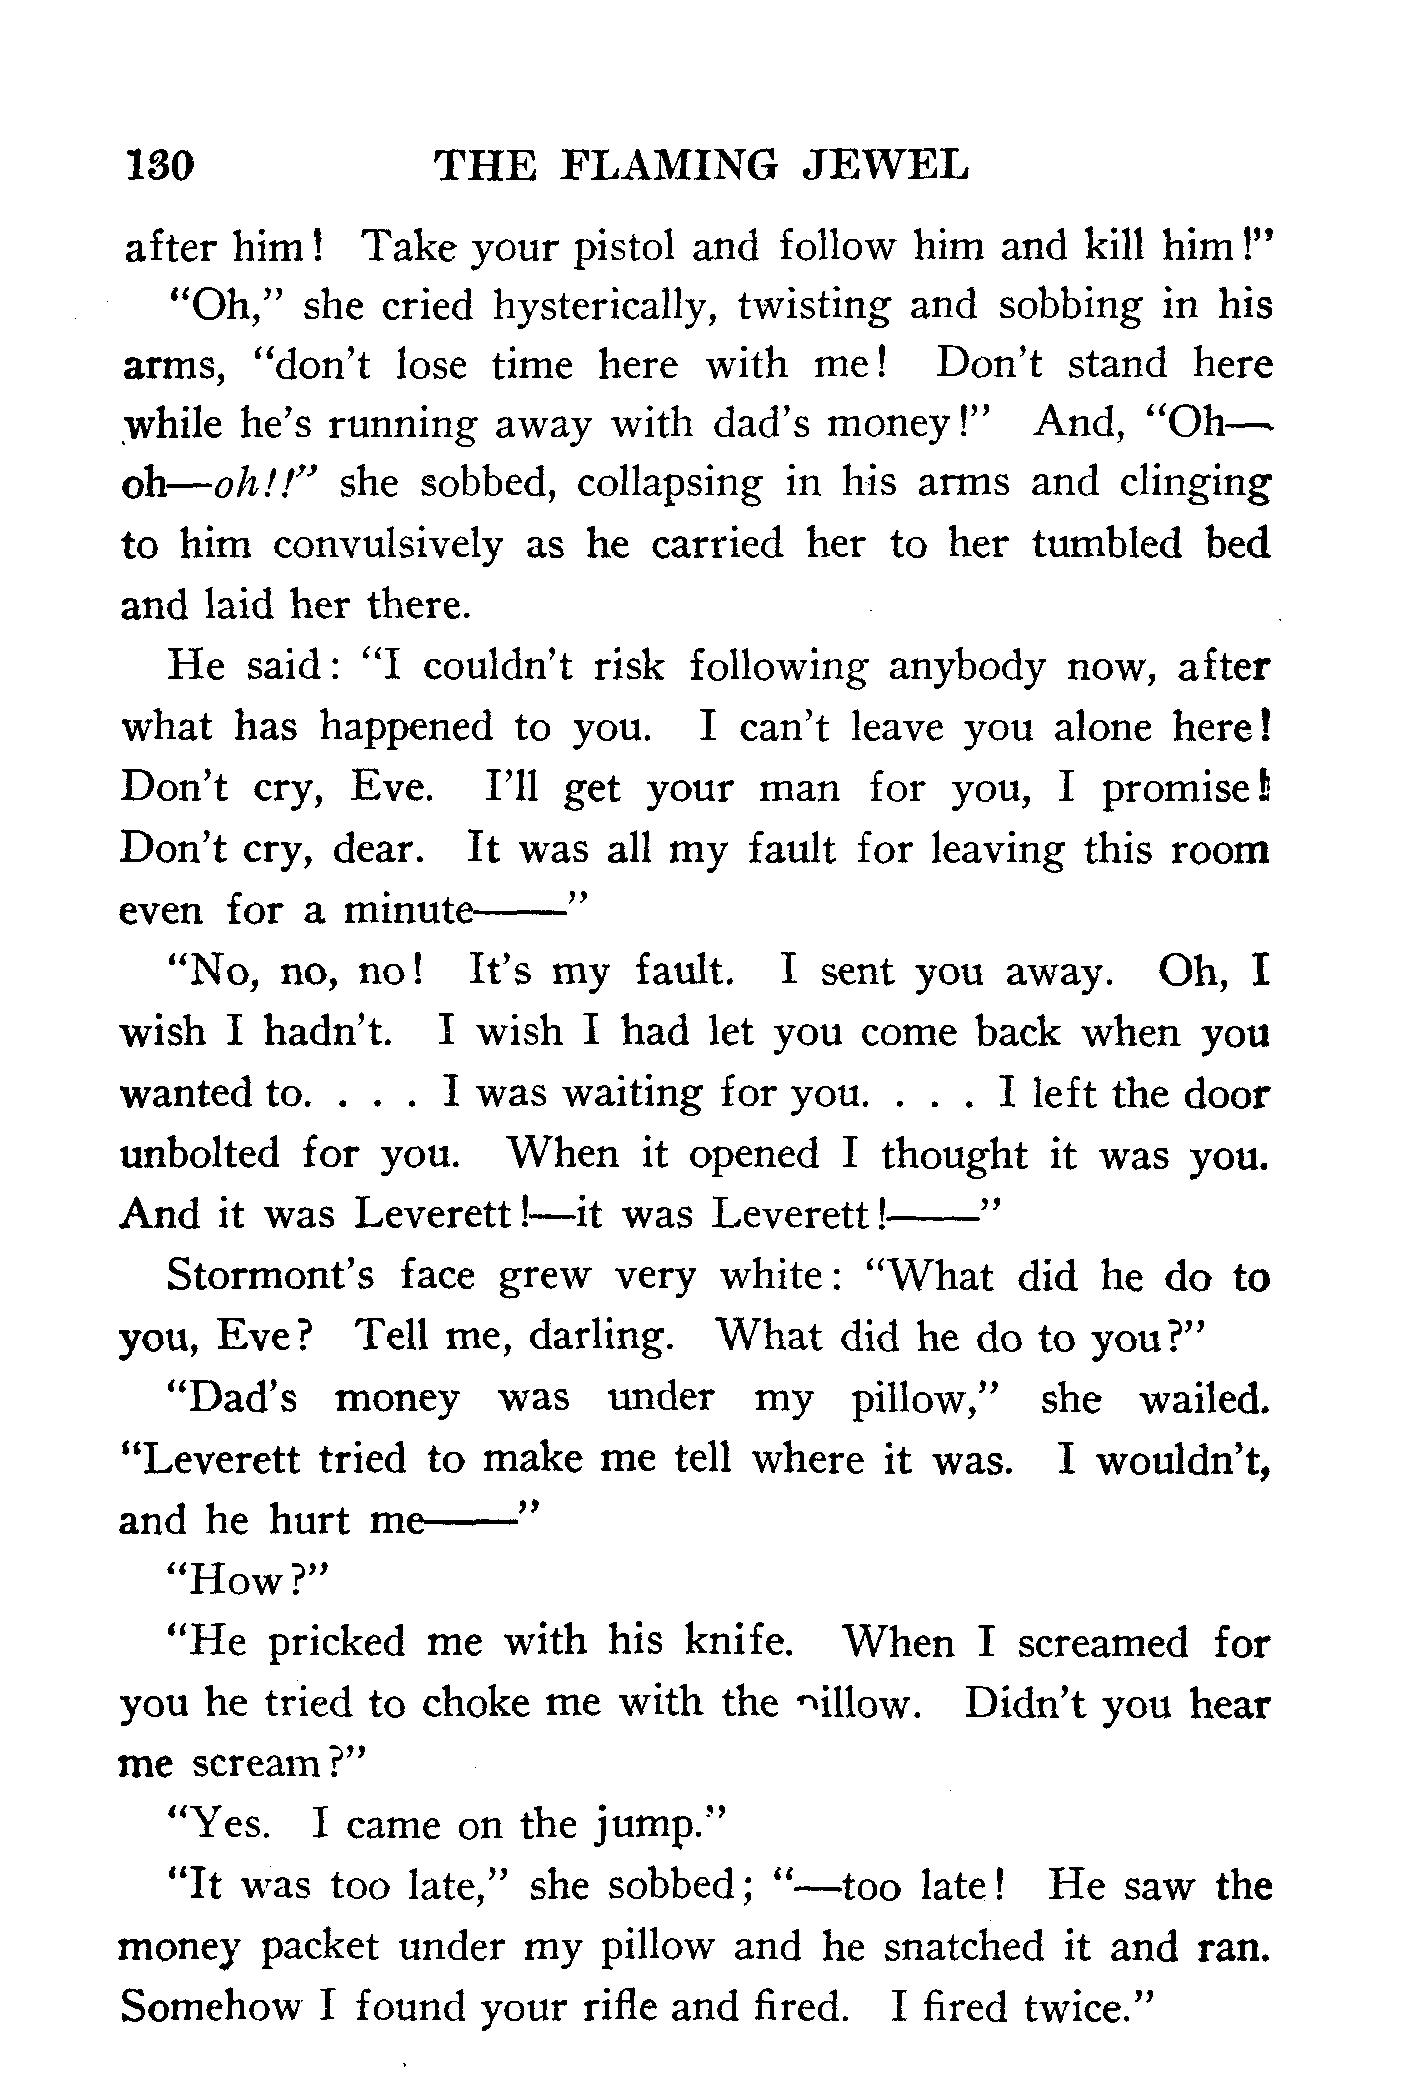 130 THE FLAMING JEWEL
after him! Take your pistol and follow him and kill him!”
“Oh,” she cried hysterically, twisting and sobbing in his
arms, “don’t lose time here with me! Don’t stand here
while he’s running away with dad’s money!” And, “Oh—
oh—oh!!” she sobbed, collapsing in his arms and clinging
to him convulsively as he carried her to her tumbled bed
and laid her there.
He said: “I couldn’t risk following anybody now, after
what has happened to you. I can’t leave you alone here!
Don’t cry, Eve. I’ll get your man for you, I promise!
Don’t cry, dear. It was all my fault for leaving this room
even for a minute——”
“No, no, no! It’s my fault. I sent you away. Oh, I
wish I hadn’t. I wish I had let you come back when you
wanted to. . . . I was waiting for you. . . . I left the door
unbolted for you. When it opened I thought it was you.
And it was Leverett!—it was Leverett!——”
Stormont’s face grew very white: “What did he do to
you, Eve? Tell me, darling. What did he do to you?”
“Dad’s money was under my pillow,” she wailed.
“Leverett tried to make me tell where it was. I wouldn’t,
and he hurt me——”
“How?”
“He pricked me with his knife. When I screamed for
you he tried to choke me with the pillow. Didn’t you hear
me scream?”
“Yes. I came on the jump.”
“It was too late,” she sobbed; “—too late! He saw the
money packet under my pillow and he snatched it and ran.
Somehow I found your rifle and fired. I fired twice.”